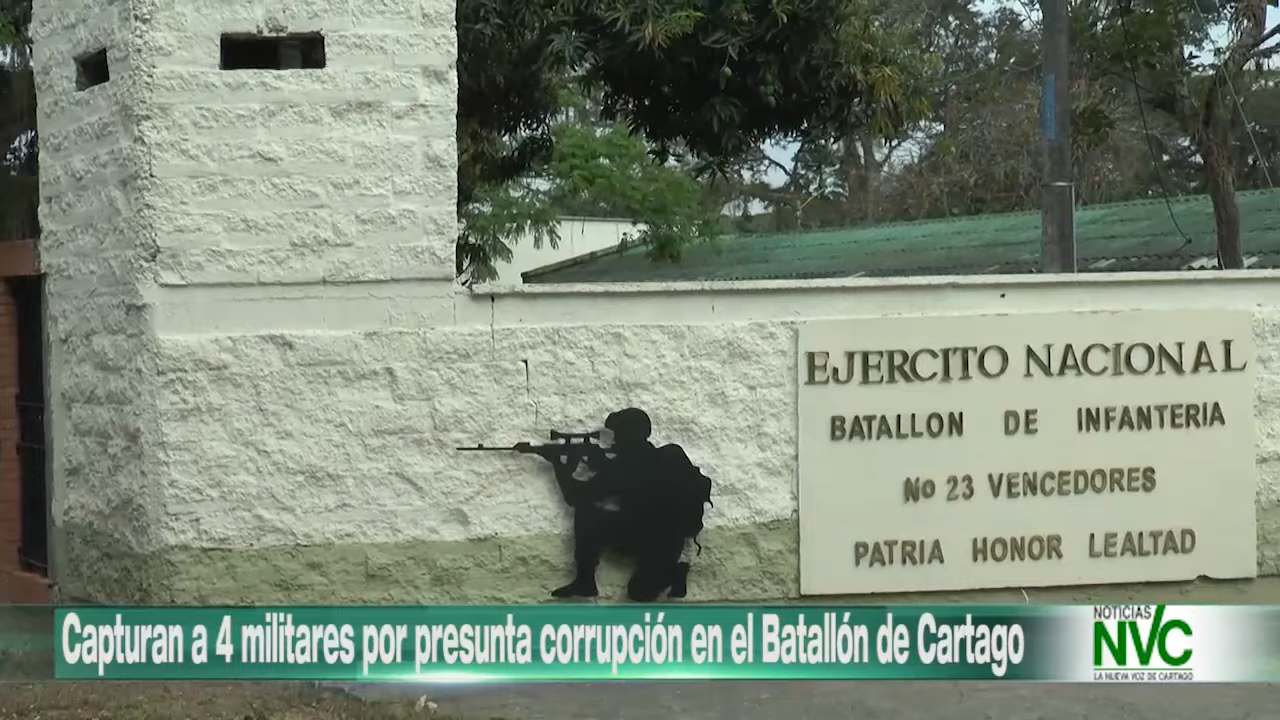 EJERCITO NACIONAL
BATALLON DE INFANTERIA
No 23 VENCEDORES
PATRIA HONOR LEALTAD
Capturan a 4 militares por presunta corrupción en el Batallón de Cartago
NOTICIAS
NVC
LA NUEVA VOZ DE CARTAGO